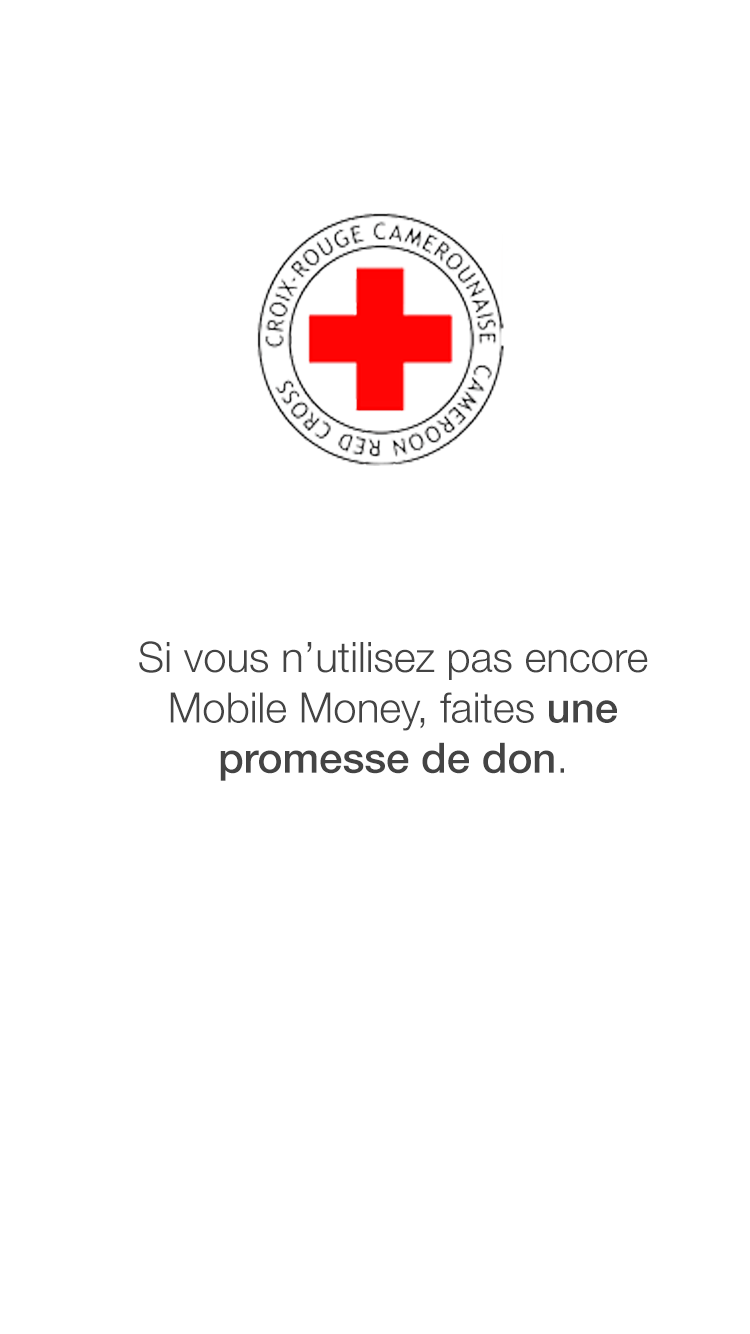 CROIX-ROUGE CAMEROUNAISE
CAMEROON RED CROSS
Si vous n’utilisez pas encore
Mobile Money, faites une
promesse de don.